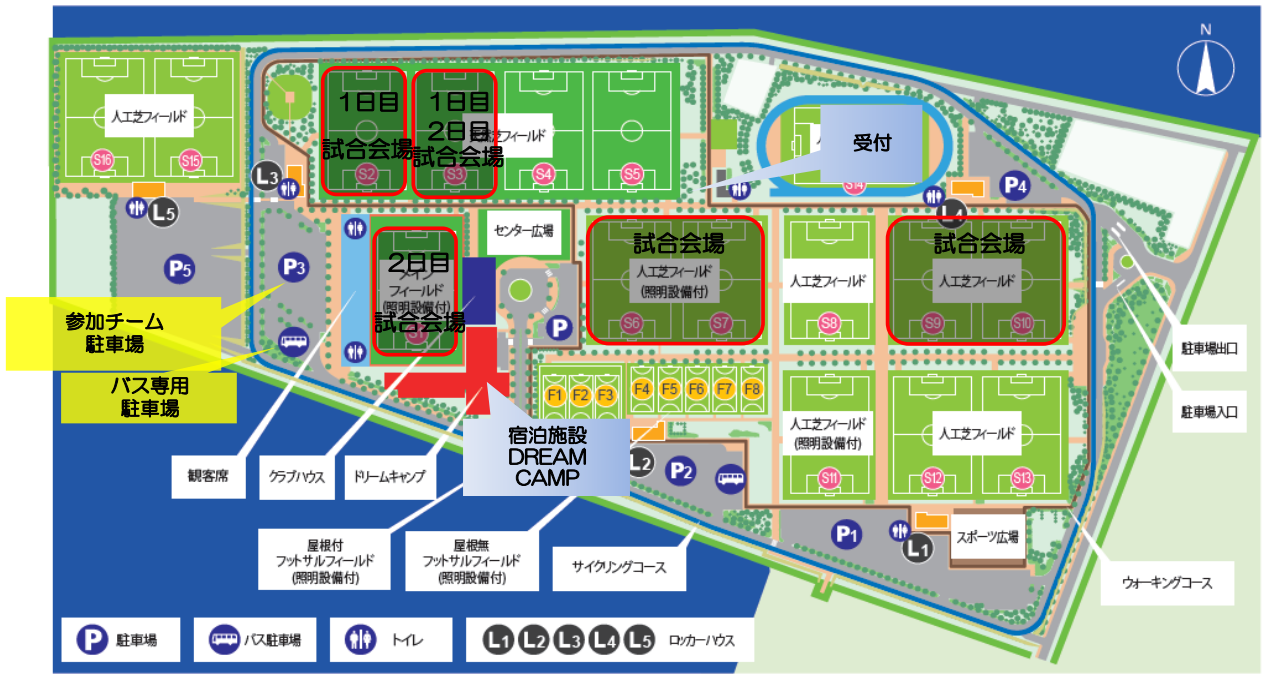 N
人工芝フィールド
S16
S15
1日目
試合会場
S2
1日目
2日目
試合会場
S3
天然芝フィールド
S4
S5
受付
S14
L3
L5
P5
P3
P4
L4
2日目
メイン
フィールド
(照明設備付)
試合会場
センター広場
P
試合会場
人工芝フィールド
(照明設備付)
S6
S7
人工芝フィールド
S8
試合会場
人工芝フィールド
S9
S10
参加チーム
駐車場
バス専用
駐車場
駐車場出口
駐車場入口
F1
F2
F3
F4
F5
F6
F7
F8
人工芝フィールド
(照明設備付)
S11
人工芝フィールド
S12
S13
観客席
クラブハウス
ドリームキャンプ
宿泊施設
DREAM
CAMP
L2
P2
P1
L1
スポーツ広場
屋根付
フットサルフィールド
(照明設備付)
屋根無
フットサルフィールド
(照明設備付)
サイクリングコース
ウォーキングコース
P
駐車場
バス駐車場
トイレ
L1 L2 L3 L4 L5 ロッカーハウス